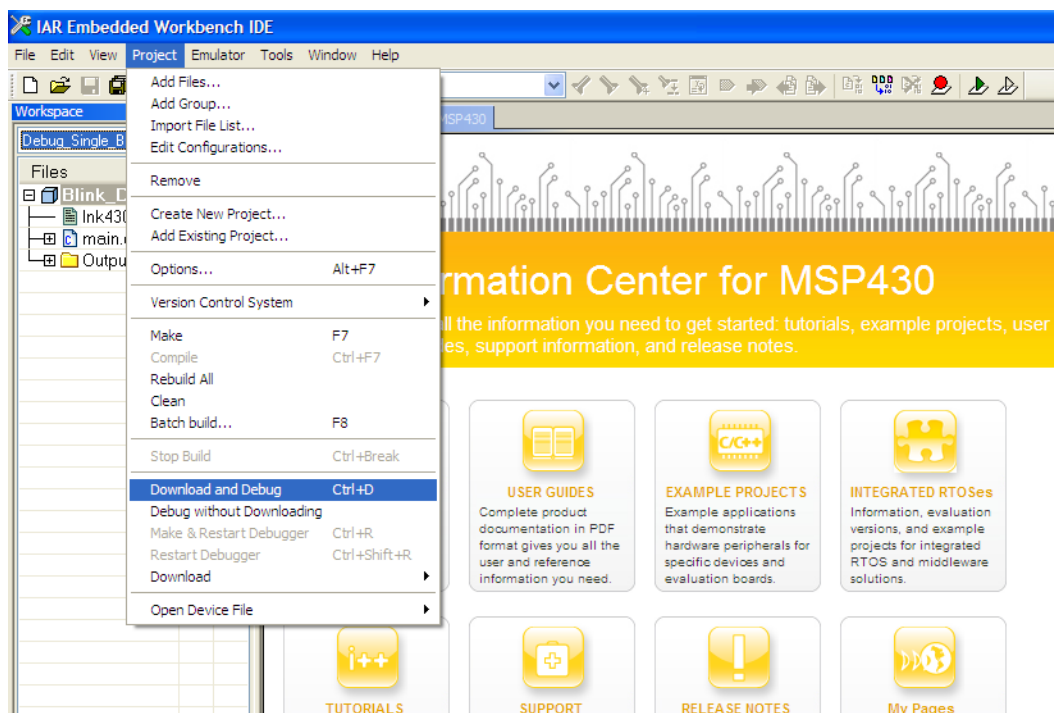 IAR Embedded Workbench IDE
File Edit View Project Emulator Tools Window Help
Workspace
Debug_Single_B
Files
Blink_D
lnk430
main.
Outpu
Add Files...
Add Group...
Import File List...
Edit Configurations...
Remove
Create New Project...
Add Existing Project...
Options... Alt+F7
Version Control System
Make F7
Compile Ctrl+F7
Rebuild All
Clean
Batch build... F8
Stop Build Ctrl+Break
Download and Debug Ctrl+D
Debug without Downloading
Make & Restart Debugger Ctrl+R
Restart Debugger Ctrl+Shift+R
Download
Open Device File
MSP430
rmation Center for MSP430
ll the information you need to get started: tutorials, example projects, user
es, support information, and release notes.
USER GUIDES
Complete product
documentation in PDF
format gives you all the
user and reference
information you need.
C/C++
EXAMPLE PROJECTS
Example applications
that demonstrate
hardware peripherals for
specific devices and
evaluation boards.
INTEGRATED RTOSes
Information, evaluation
versions, and example
projects for integrated
RTOS and middleware
solutions.
i++
TUTORIALS
SUPPORT
RELEASE NOTES
My Pages